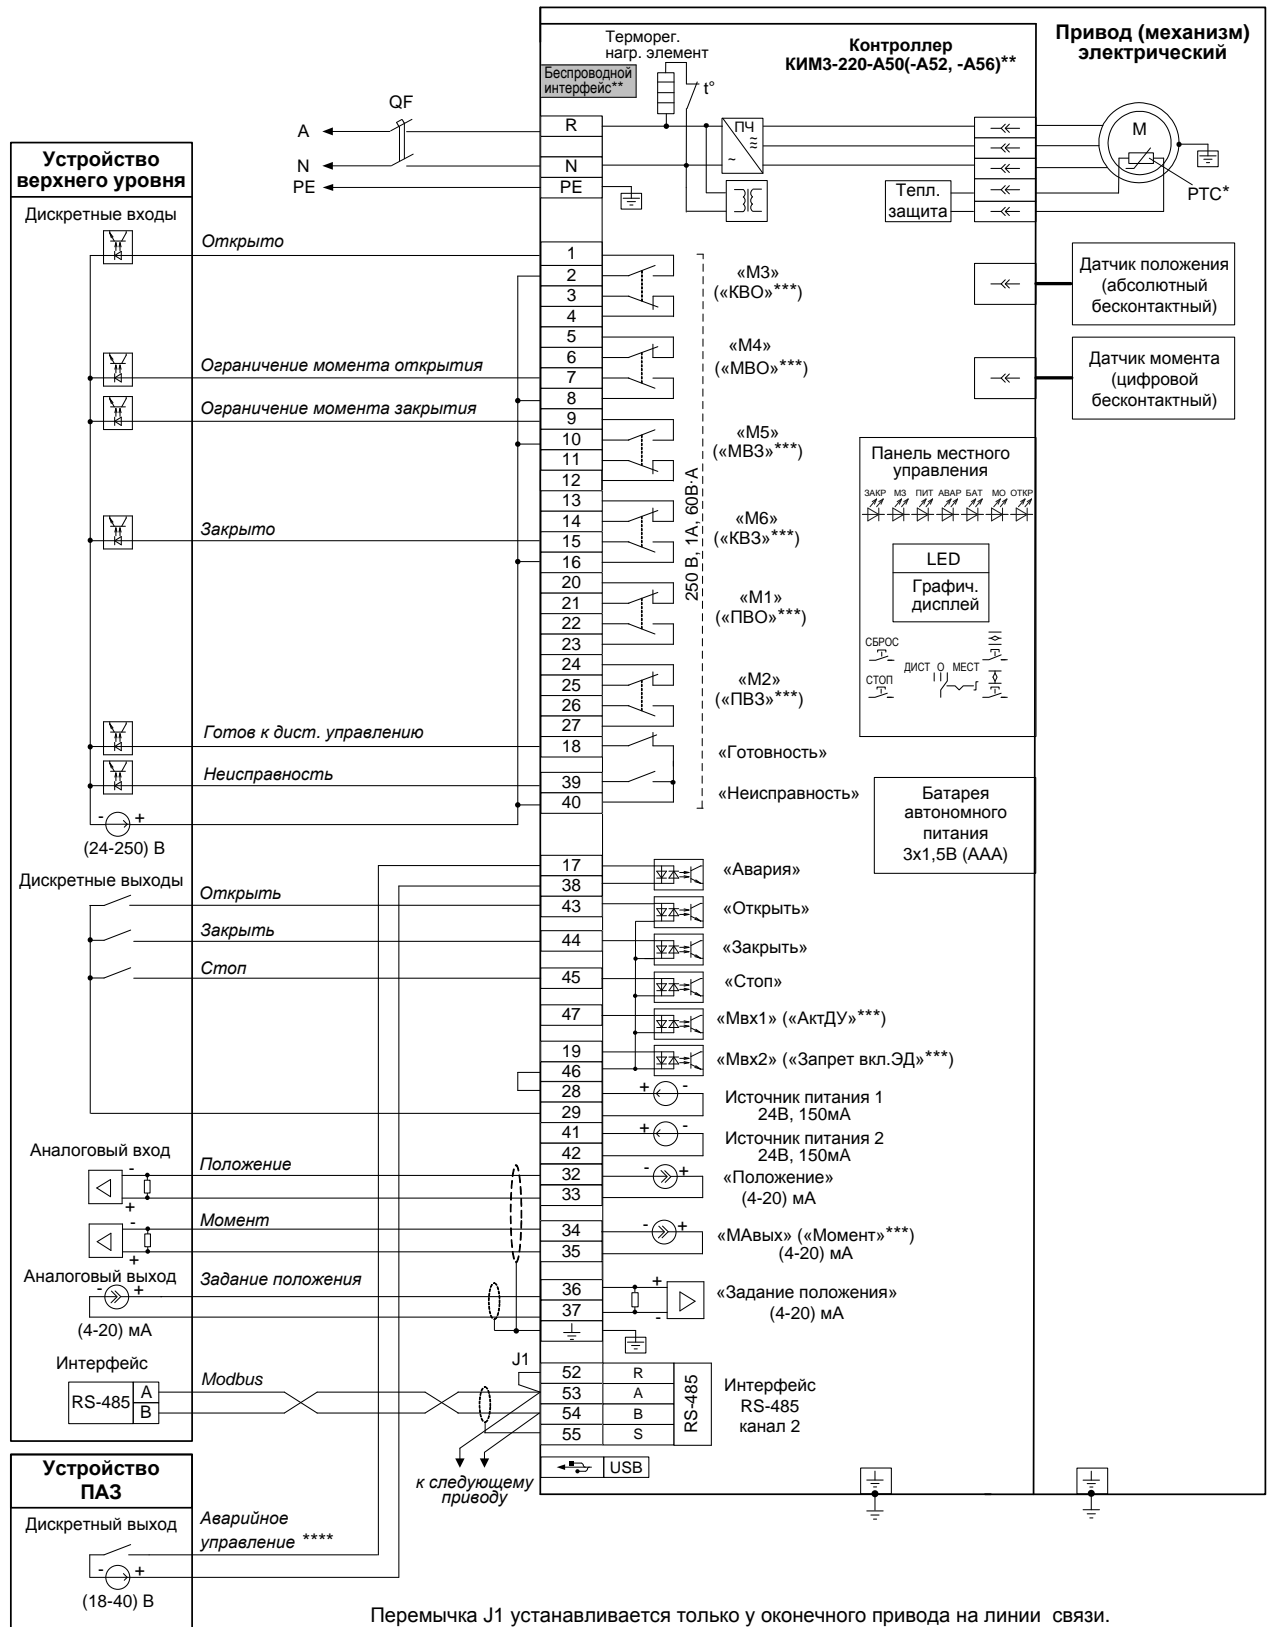 Привод (механизм)
электрический
Контроллер
КИМ3-220-А50(-А52, -А56)**
Терморег.
нагр. элемент
Беспроводной
интерфейс**
t°
QF
A
N
PE
R
N
PE
ПЧ
≈
~
M
PTC*
Тепл.
защита
Устройство
верхнего уровня
Дискретные входы
Открыто
Ограничение момента открытия
Ограничение момента закрытия
Закрыто
Готов к дист. управлению
Неисправность
- +
(24-250) В
1
2
3
4
5
6
7
8
9
10
11
12
13
14
15
16
20
21
22
23
24
25
26
27
18
39
40
«М3»
(«КВО»***)
«М4»
(«МВО»***)
«М5»
(«МВЗ»***)
«М6»
(«КВЗ»***)
«М1»
(«ПВО»***)
«М2»
(«ПВЗ»***)
«Готовность»
«Неисправность»
250 В, 1А, 60В·А
Датчик положения
(абсолютный
бесконтактный)
Датчик момента
(цифровой
бесконтактный)
Панель местного
управления
ЗАКР МЗ ПИТ АВАР БАТ МО ОТКР
LED
Графич.
дисплей
СБРОС
СТОП
ДИСТ О МЕСТ
Батарея
автономного
питания
3х1,5В (ААА)
Дискретные выходы
Открыть
Закрыть
Стоп
17
38
43
44
45
47
19
46
28
29
41
42
32
33
34
35
36
37
«Авария»
«Открыть»
«Закрыть»
«Стоп»
«Мвх1» («АктДУ»***)
«Мвх2» («Запрет вкл.ЭД»***)
+ -
Источник питания 1
24В, 150мА
+ -
Источник питания 2
24В, 150мА
- +
«Положение»
(4-20) мА
- +
«МАвых» («Момент»***)
(4-20) мА
+
-
«Задание положения»
(4-20) мА
Аналоговый вход
-
+
Положение
-
+
Момент
Аналоговый выход
- +
Задание положения
(4-20) мА
Интерфейс
RS-485
A
B
Modbus
J1
52 R
53 A
54 B
55 S
RS-485
Интерфейс
RS-485
канал 2
USB
к следующему
приводу
Устройство
ПАЗ
Дискретный выход
Аварийное
управление ****
- +
(18-40) В
Перемычка J1 устанавливается только у оконечного привода на линии связи.